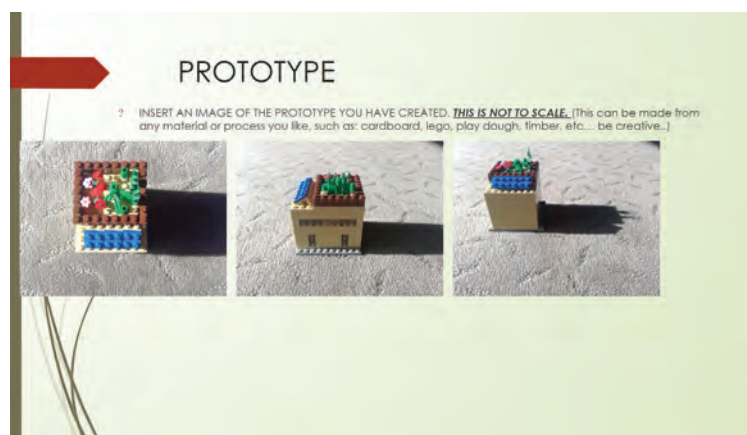 PROTOTYPE
? INSERT AN IMAGE OF THE PROTOTYPE YOU HAVE CREATED. THIS IS NOT TO SCALE. (This can be made from
any material or process you like, such as: cardboard, lego, play dough, timber, etc... be creative..)